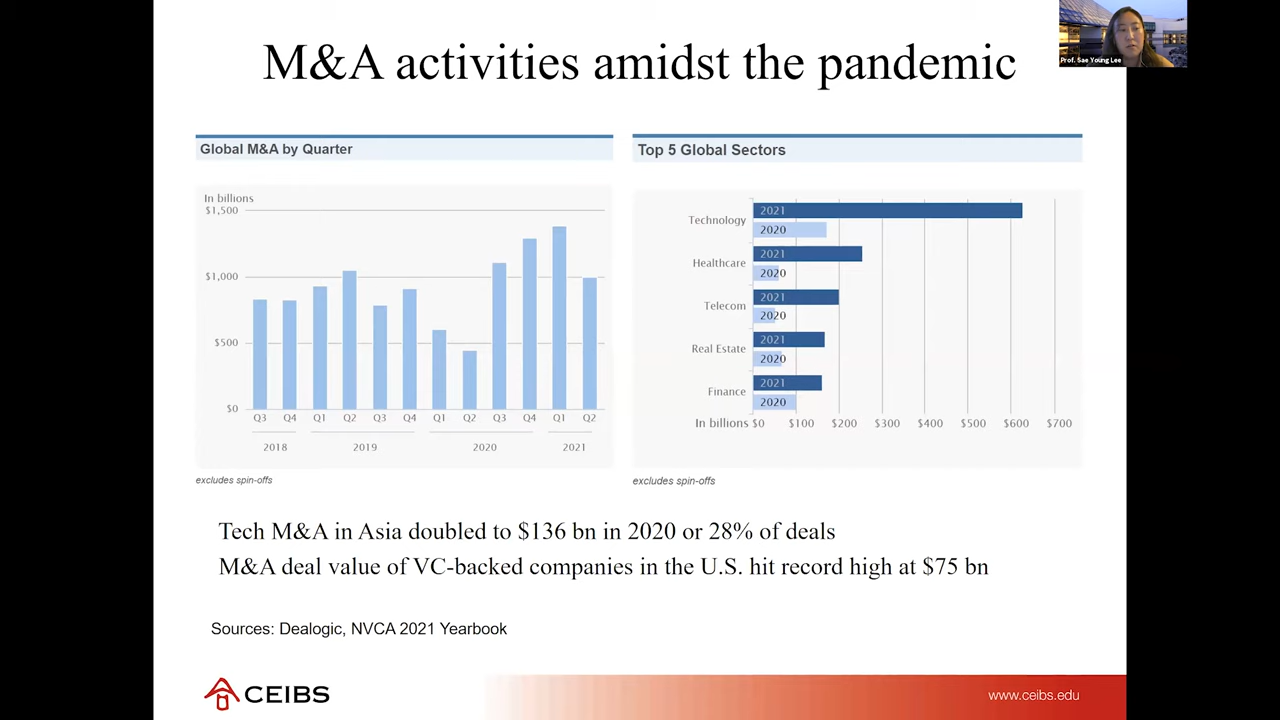 M&A activities amidst the pandemic
Prof. Sae Young Lee
Global M&A by Quarter
In billions
$1,500
$1,000
$500
$0
Q3 Q4 Q1 Q2 Q3 Q4 Q1 Q2 Q3 Q4 Q1 Q2
2018 2019 2020 2021
excludes spin-offs
Top 5 Global Sectors
Technology 2021
2020
Healthcare 2021
2020
Telecom 2021
2020
Real Estate 2021
2020
Finance 2021
2020
In billions $0 $100 $200 $300 $400 $500 $600 $700
excludes spin-offs
Tech M&A in Asia doubled to $136 bn in 2020 or 28% of deals
M&A deal value of VC-backed companies in the U.S. hit record high at $75 bn
Sources: Dealogic, NVCA 2021 Yearbook
CEIBS
www.ceibs.edu